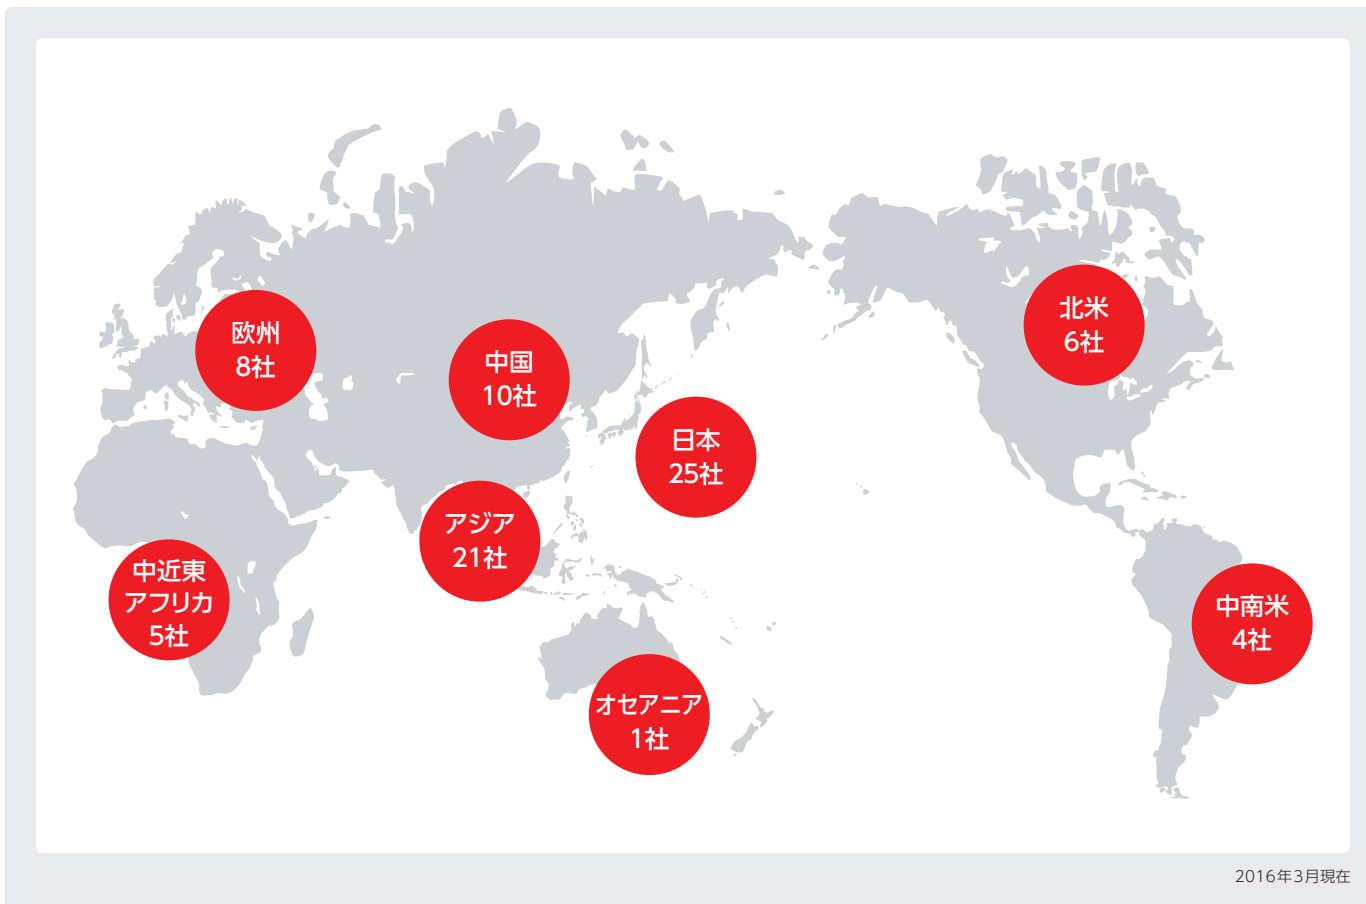 欧州
8社
中国
10社
日本
25社
北米
6社
アジア
21社
中近東
アフリカ
5社
中南米
4社
オセアニア
1社
2016年3月現在